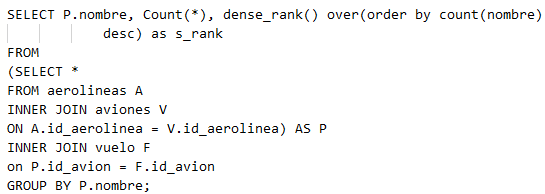 SELECT P.nombre, Count(*), dense_rank() over(order by count(nombre)
desc) as s_rank
FROM
(SELECT *
FROM aerolineas A
INNER JOIN aviones V
ON A.id_aerolinea = V.id_aerolinea) AS P
INNER JOIN vuelo F
on P.id_avion = F.id_avion
GROUP BY P.nombre;